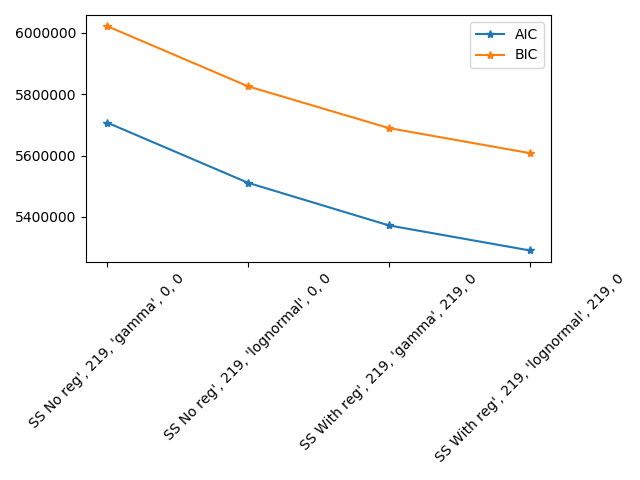 AIC
BIC
6000000
5800000
5600000
5400000
SS No reg', 219, 'gamma', 0, 0
SS No reg', 219, 'lognormal', 0, 0
SS With reg', 219, 'gamma', 219, 0
SS With reg', 219, 'lognormal', 219, 0